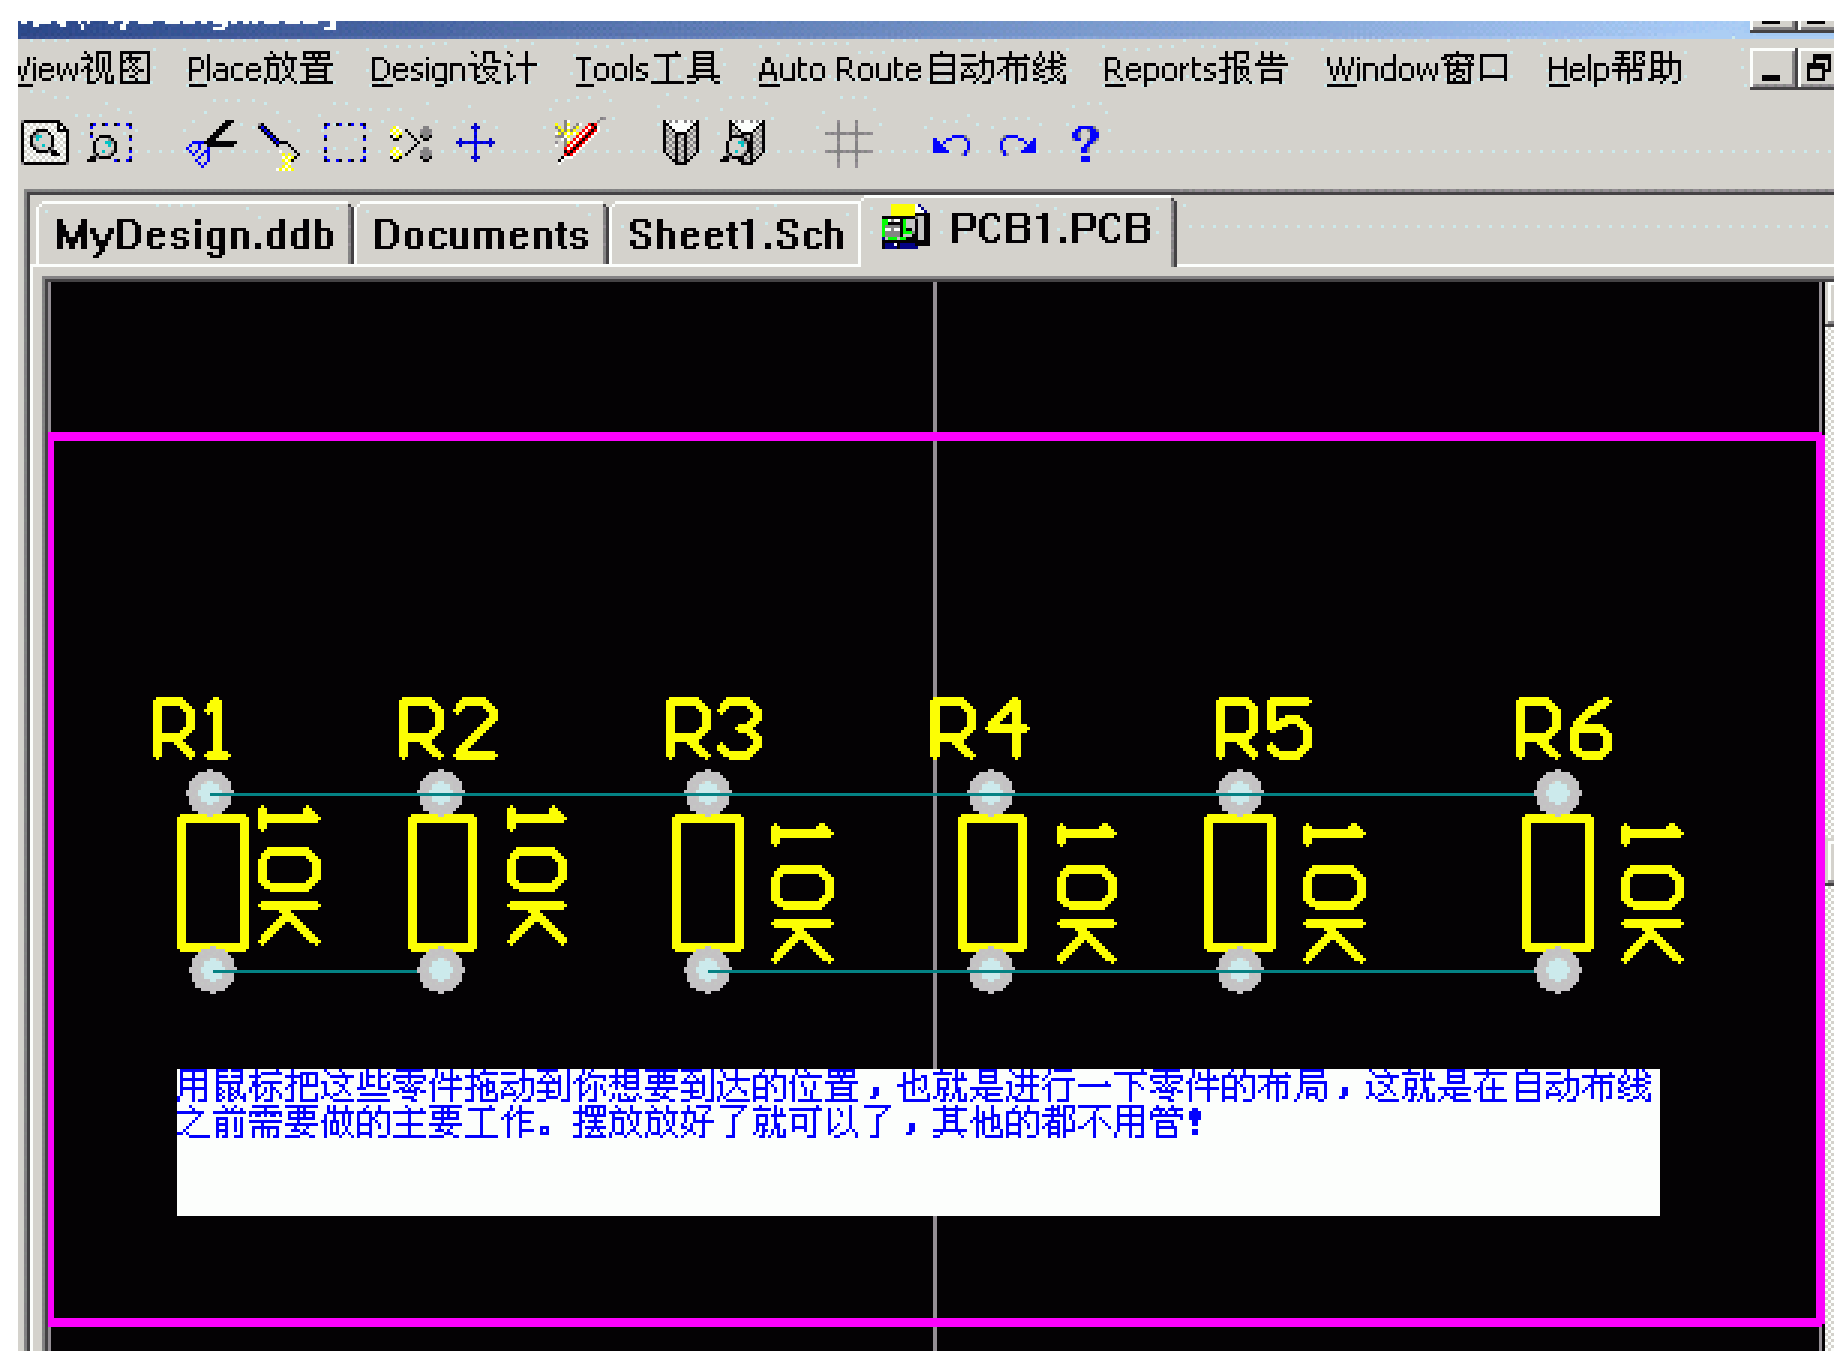 View视图 Place放置 Design设计 Tools工具 Auto Route自动布线 Reports报告 Window窗口 Help帮助
MyDesign.ddb Documents Sheet1.Sch PCB1.PCB
R1 R2 R3 R4 R5 R6
10K 10K 10K 10K 10K 10K
用鼠标把这些零件拖动到你想要到达的位置，也就是进行一下零件的布局，这就是在自动布线
之前需要做的主要工作。摆放放好了就可以了，其他的都不用管！